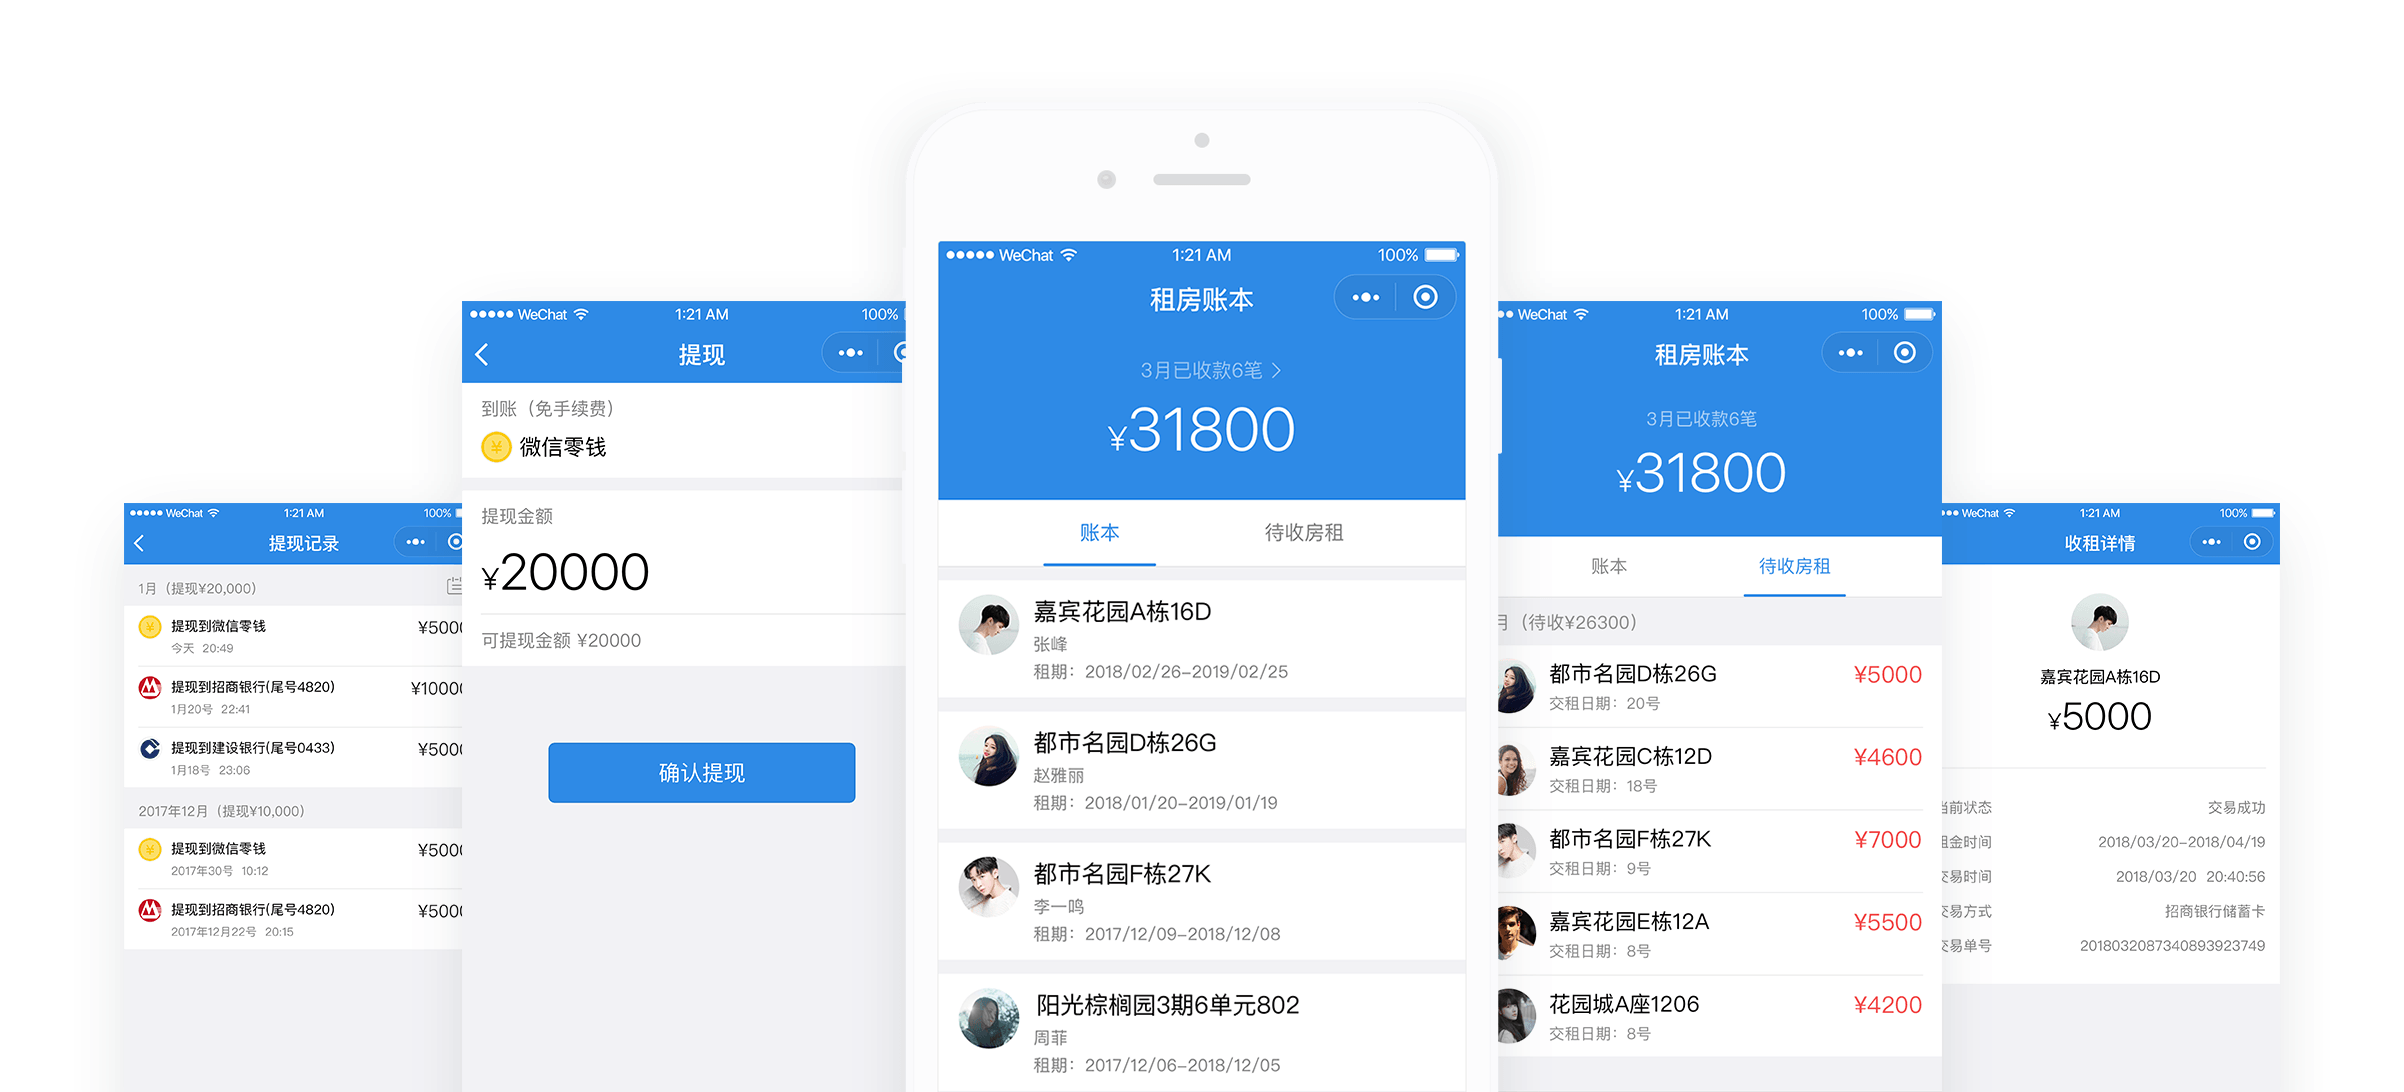 WeChat 1:21 AM 100%
提现记录
1月（提现¥20,000)
提现到微信零钱 ¥5000
今天 20:49
提现到招商银行(尾号4820) ¥10000
1月20号 22:41
提现到建设银行(尾号0433) ¥5000
1月18号 23:06
2017年12月（提现¥10,000)
提现到微信零钱 ¥5000
2017年30号 10:12
提现到招商银行(尾号4820) ¥5000
2017年12月22号 20:15
WeChat 1:21 AM 100%
提现
到账（免手续费）
¥ 微信零钱
提现金额
¥20000
可提现金额 ¥20000
确认提现
WeChat 1:21 AM 100%
租房账本
3月已收款6笔
¥31800
账本 待收房租
嘉宾花园A栋16D
张峰
租期：2018/02/26-2019/02/25
都市名园D栋26G
赵雅丽
租期：2018/01/20-2019/01/19
都市名园F栋27K
李一鸣
租期：2017/12/09-2018/12/08
阳光棕榈园3期6单元802
周菲
租期：2017/12/06-2018/12/05
WeChat 1:21 AM 100%
租房账本
3月已收款6笔
¥31800
账本 待收房租
月（待收¥26300）
都市名园D栋26G ¥5000
交租日期：20号
嘉宾花园C栋12D ¥4600
交租日期：18号
都市名园F栋27K ¥7000
交租日期：9号
嘉宾花园E栋12A ¥5500
交租日期：8号
花园城A座1206 ¥4200
交租日期：8号
WeChat 1:21 AM 100%
收租详情
嘉宾花园A栋16D
¥5000
当前状态 交易成功
租金时间 2018/03/20-2018/04/19
交易时间 2018/03/20 20:40:56
交易方式 招商银行储蓄卡
交易单号 2018032087340893923749